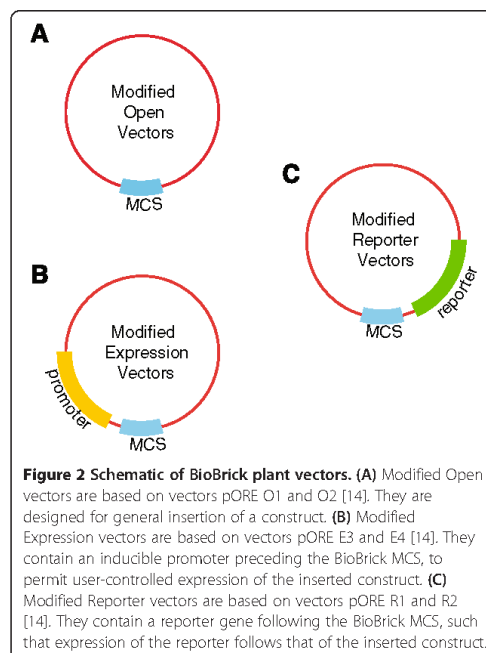 A
Modified
Open
Vectors
MCS
B
Modified
Expression
Vectors
promoter
MCS
C
Modified
Reporter
Vectors
reporter
MCS
Figure 2 Schematic of BioBrick plant vectors. (A) Modified Open
vectors are based on vectors pORE O1 and O2 [14]. They are
designed for general insertion of a construct. (B) Modified
Expression vectors are based on vectors pORE E3 and E4 [14]. They
contain an inducible promoter preceding the BioBrick MCS, to
permit user-controlled expression of the inserted construct. (C)
Modified Reporter vectors are based on vectors pORE R1 and R2
[14]. They contain a reporter gene following the BioBrick MCS, such
that expression of the reporter follows that of the inserted construct.